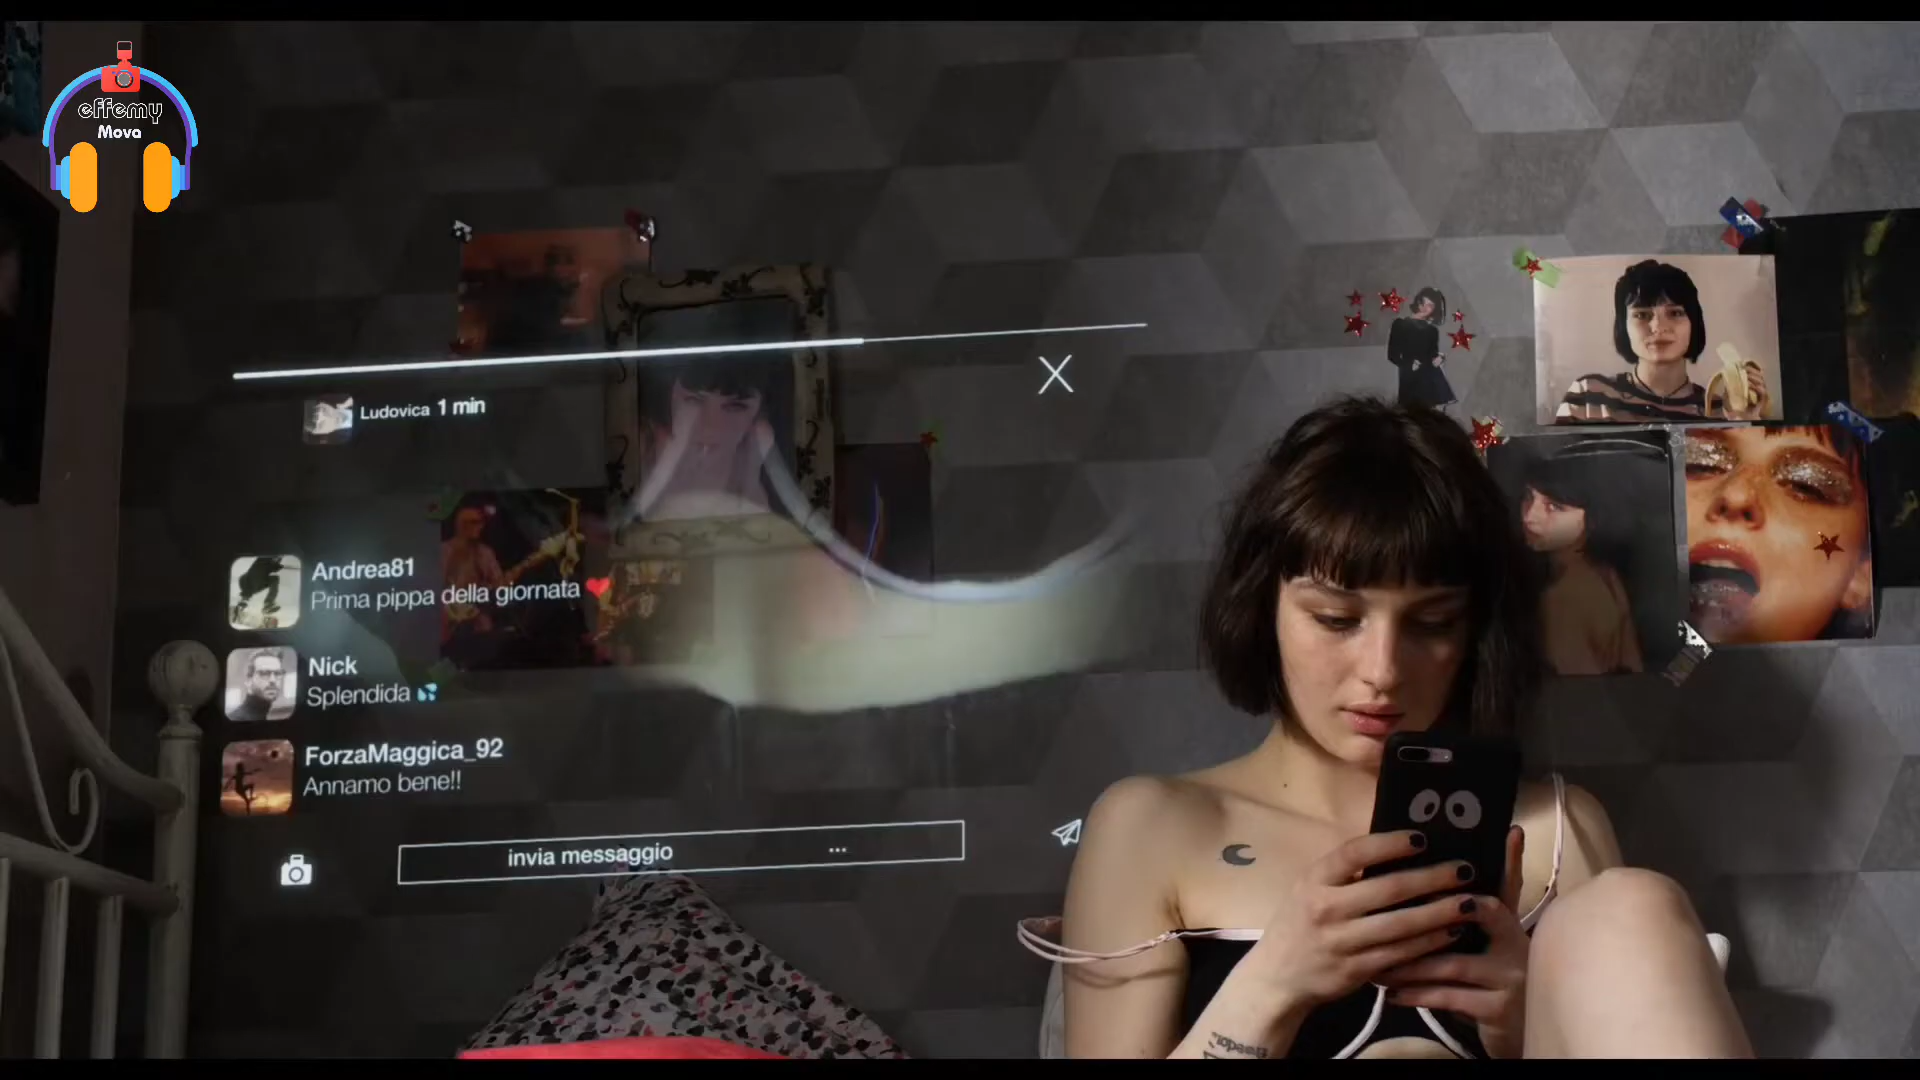 effemy
Mova
Ludovica 1 min
Andrea81
Prima pippa della giornata ❤️
Nick
Splendida 💦
ForzaMaggica_92
Annamo bene!!
invia messaggio ...